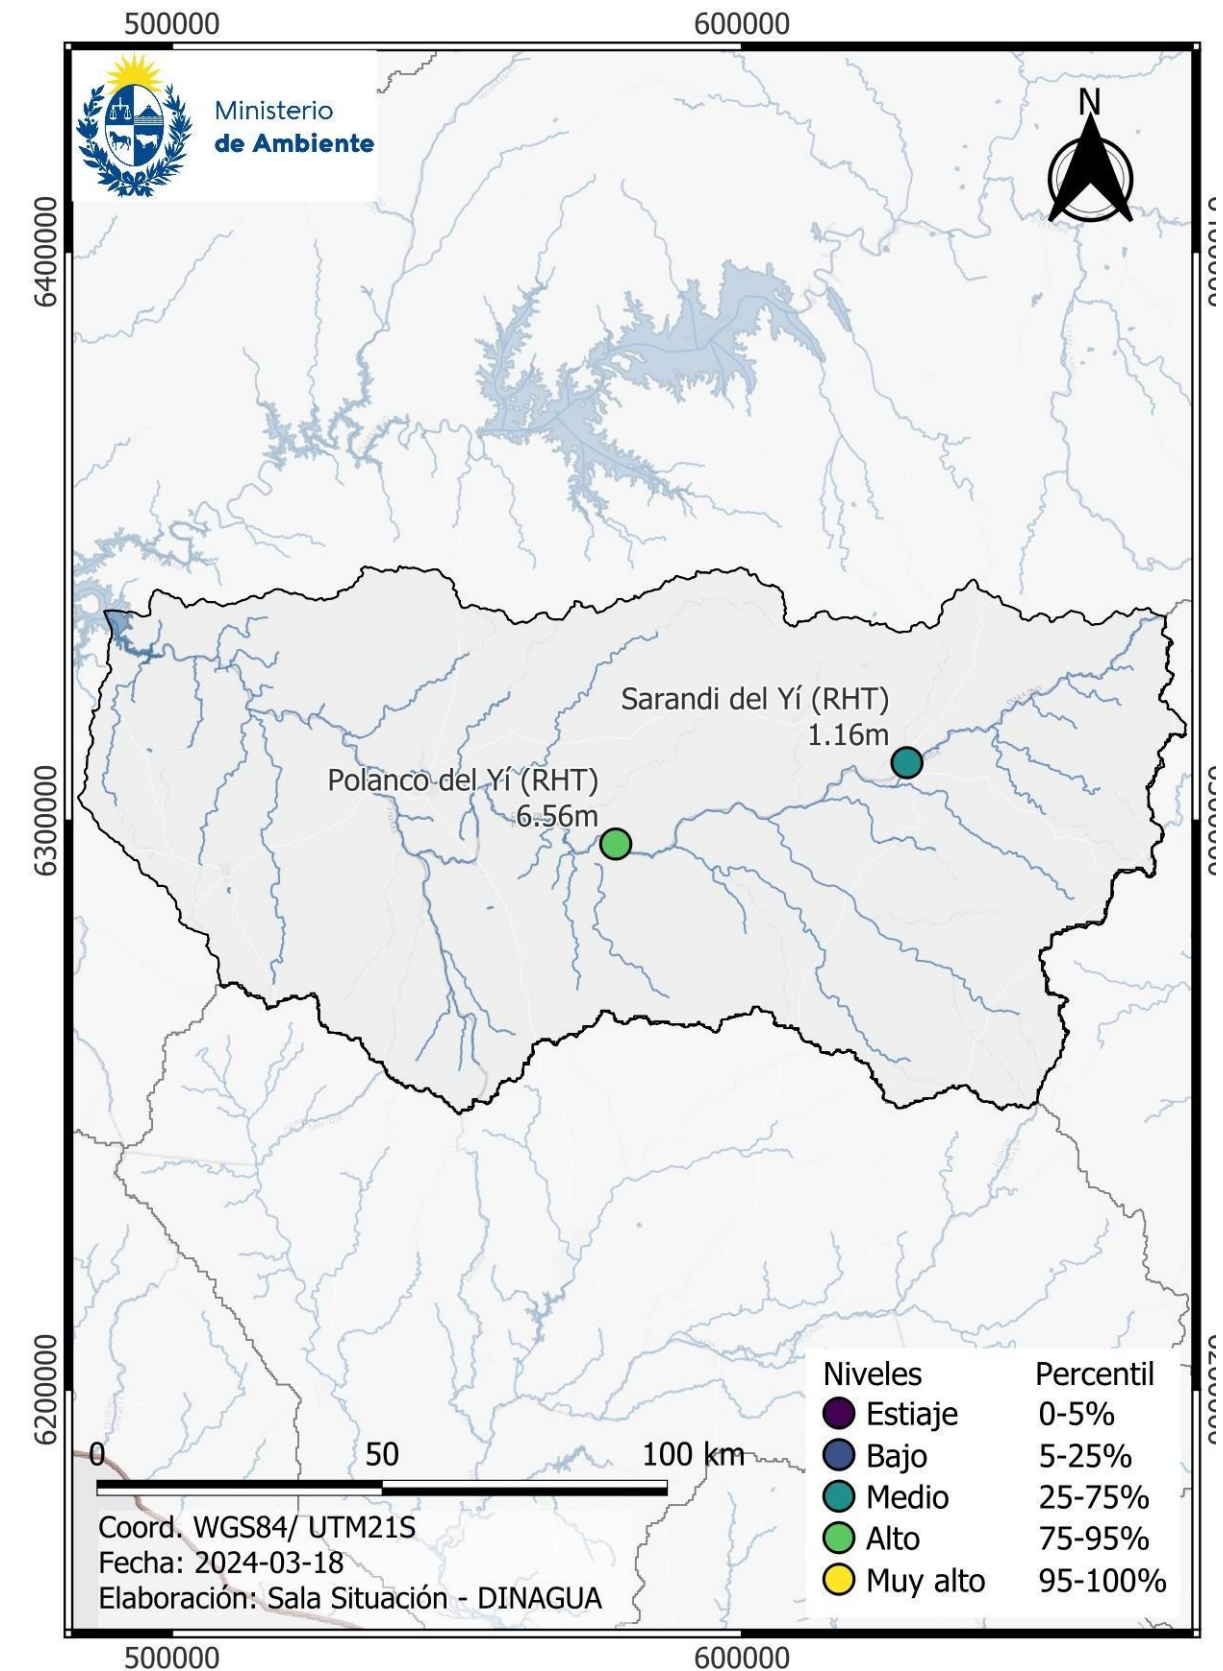 500000 600000
Ministerio
de Ambiente
N
6400000
Sarandi del Yí (RHT)
1.16m
Polanco del Yí (RHT)
6.56m
6300000
6200000
Niveles Percentil
Estiaje 0-5%
Bajo 5-25%
Medio 25-75%
Alto 75-95%
Muy alto 95-100%
0 50 100 km
Coord. WGS84/ UTM21S
Fecha: 2024-03-18
Elaboración: Sala Situación - DINAGUA
500000 600000